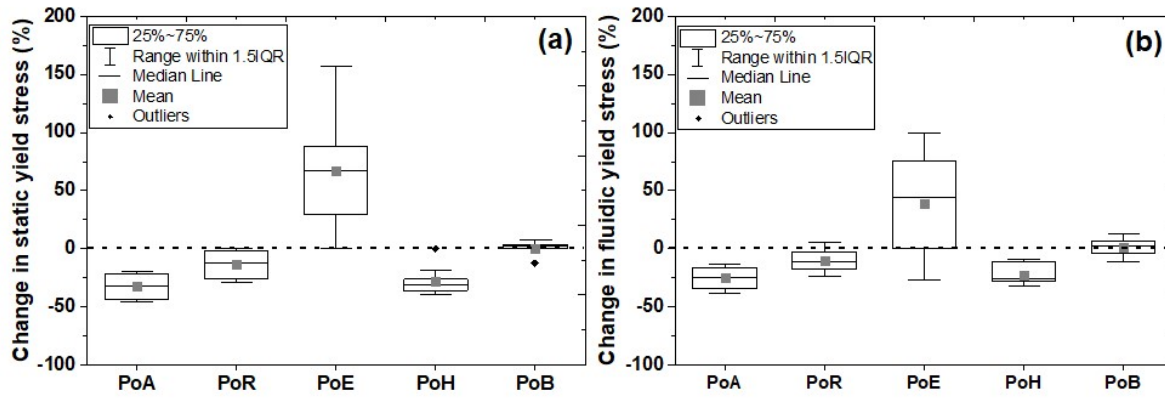 Change in static yield stress (%)
200
150
100
50
0
-50
-100
25%~75%
Range within 1.5IQR
Median Line
Mean
Outliers
(a)
PoA PoR PoE PoH PoB
Change in fluidic yield stress (%)
200
150
100
50
0
-50
-100
25%~75%
Range within 1.5IQR
Median Line
Mean
Outliers
(b)
PoA PoR PoE PoH PoB